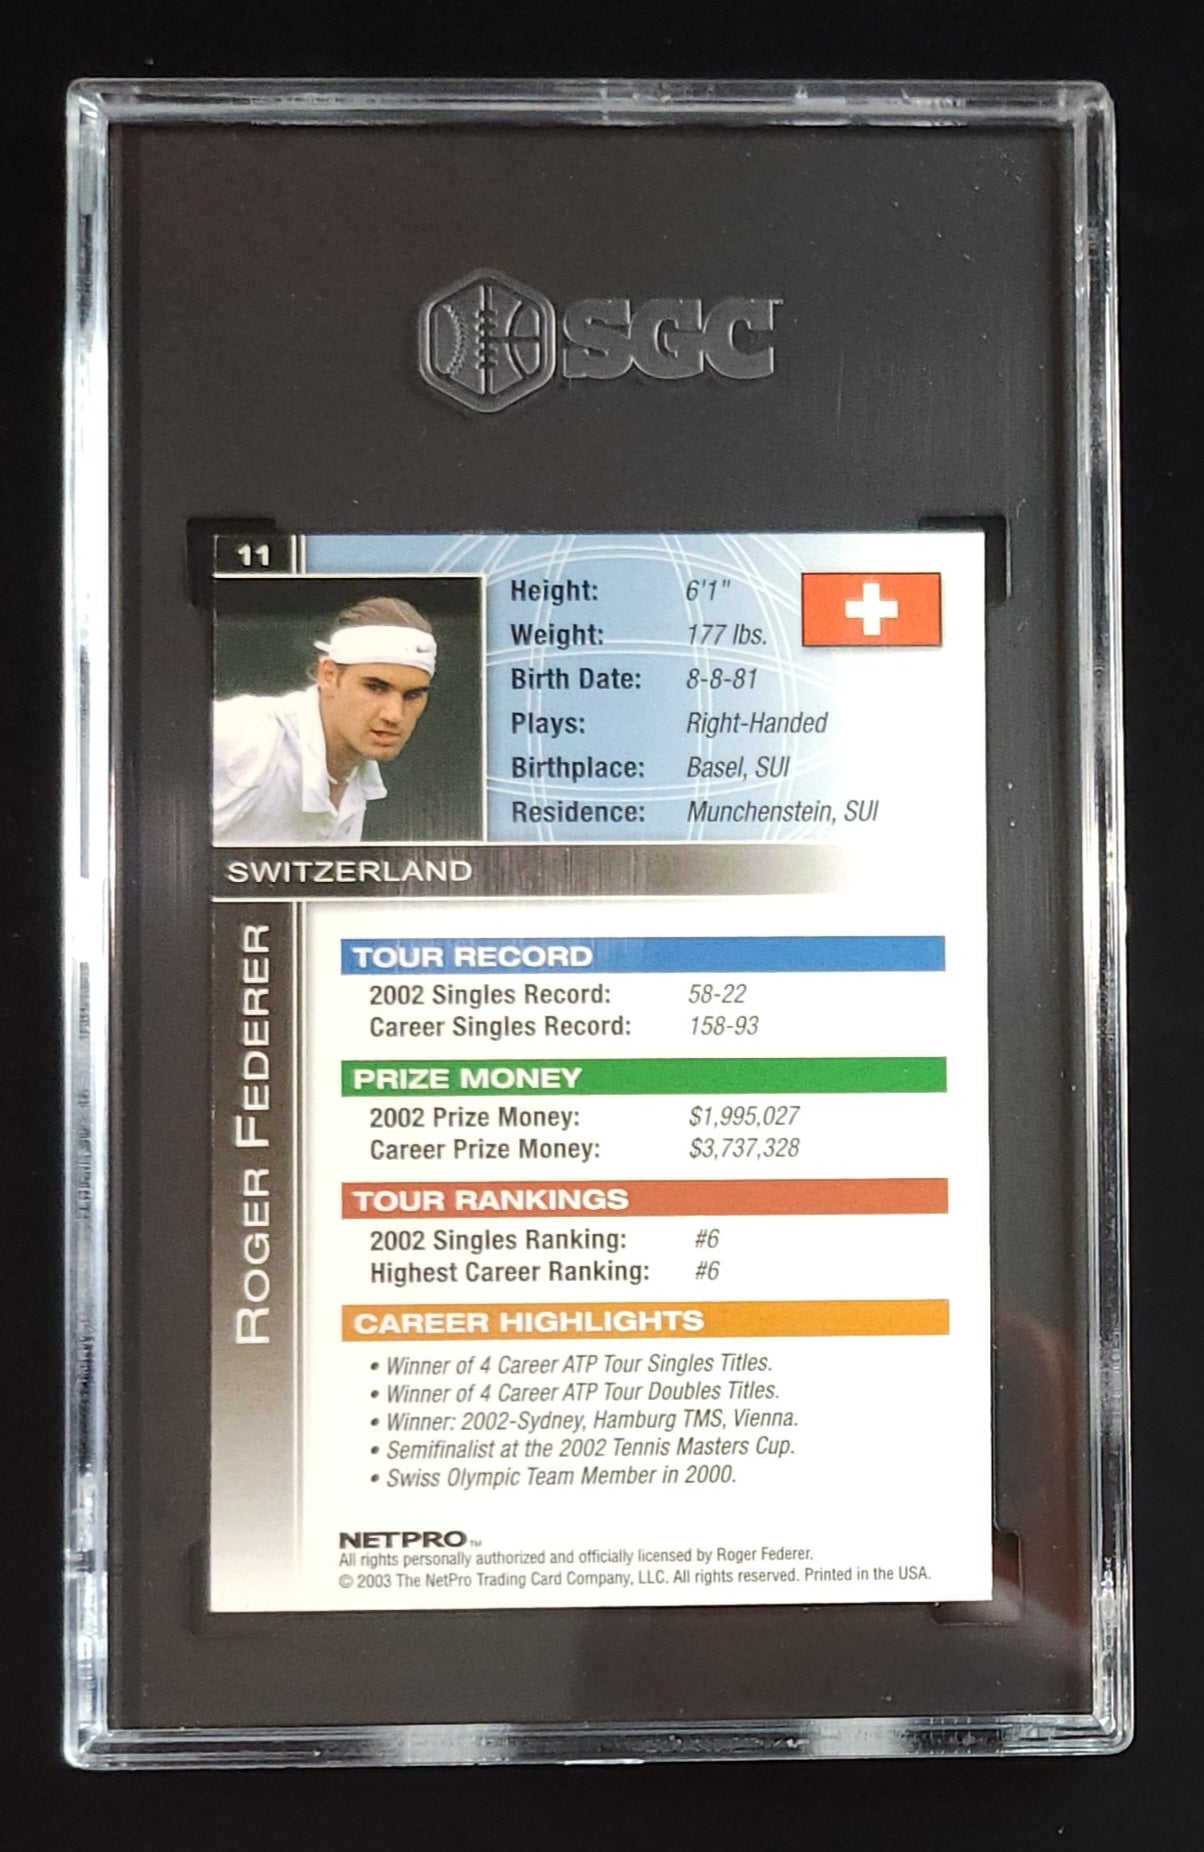 SGC
11
Height: 6'1"
Weight: 177 lbs.
Birth Date: 8-8-81
Plays: Right-Handed
Birthplace: Basel, SUI
Residence: Munchenstein, SUI
SWITZERLAND
ROGER FEDERER
TOUR RECORD
2002 Singles Record: 58-22
Career Singles Record: 158-93
PRIZE MONEY
2002 Prize Money: $1,995,027
Career Prize Money: $3,737,328
TOUR RANKINGS
2002 Singles Ranking: #6
Highest Career Ranking: #6
CAREER HIGHLIGHTS
• Winner of 4 Career ATP Tour Singles Titles.
• Winner of 4 Career ATP Tour Doubles Titles.
• Winner: 2002-Sydney, Hamburg TMS, Vienna.
• Semifinalist at the 2002 Tennis Masters Cup.
• Swiss Olympic Team Member in 2000.
NETPRO™
All rights personally authorized and officially licensed by Roger Federer.
© 2003 The NetPro Trading Card Company, LLC. All rights reserved. Printed in the USA.